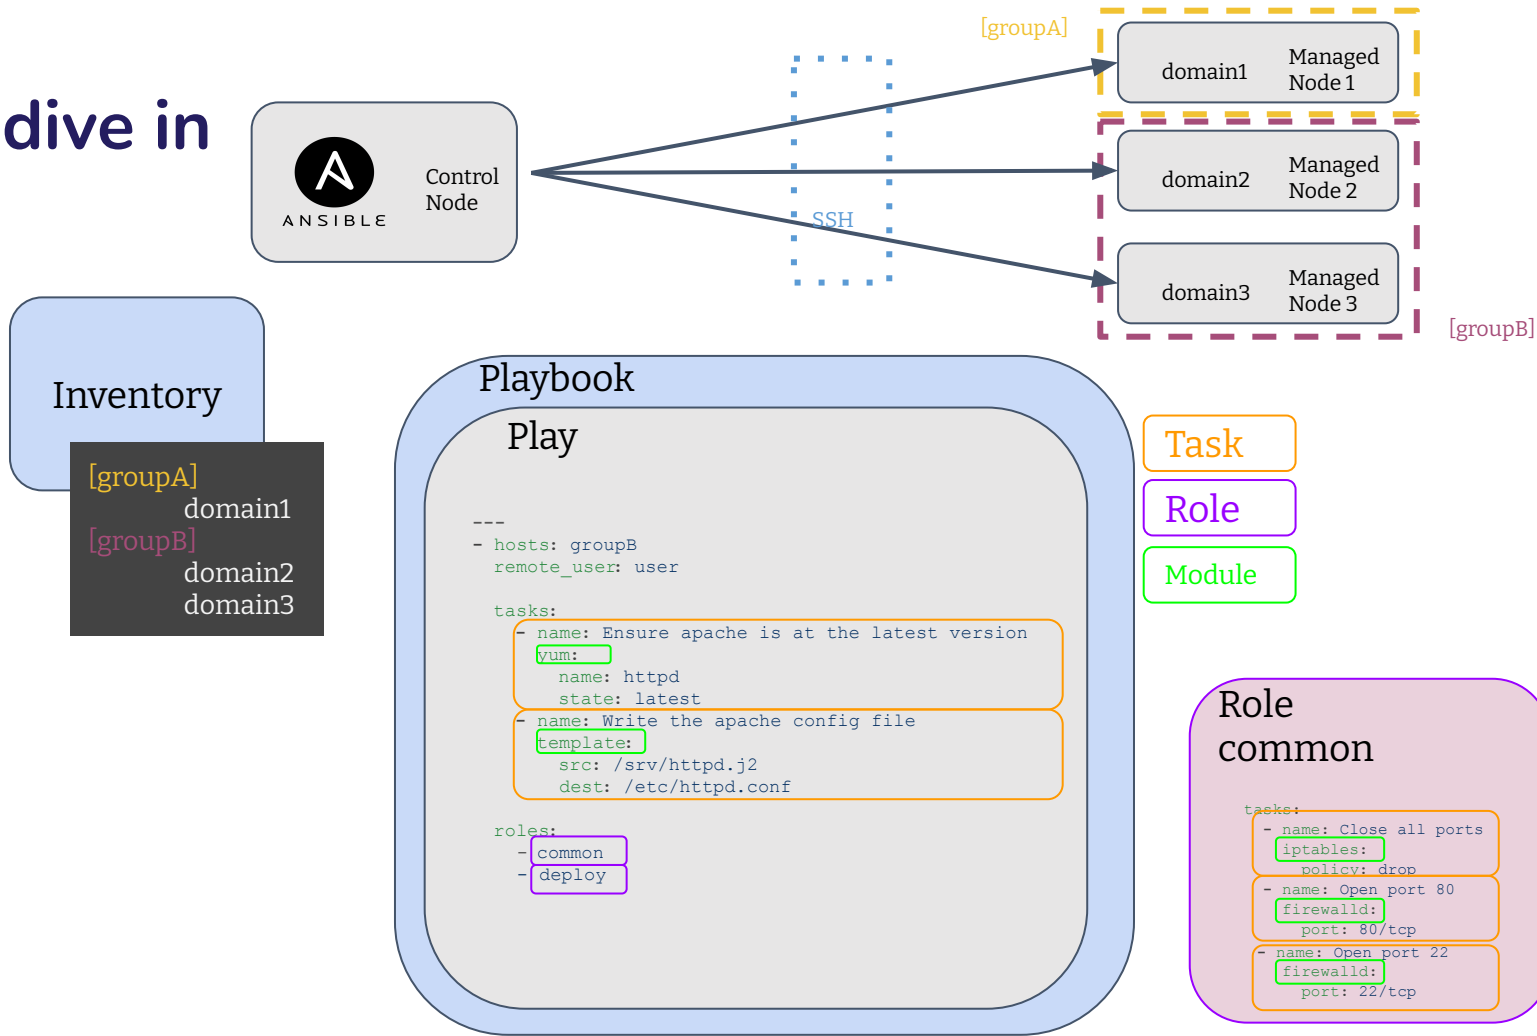 dive in
ANSIBLE
Control
Node
SSH
[groupA]
domain1
Managed
Node 1
domain2
Managed
Node 2
domain3
Managed
Node 3
[groupB]
Inventory
[groupA]
domain1
[groupB]
domain2
domain3
Playbook
Play
---
- hosts: groupB
remote_user: user
tasks:
- name: Ensure apache is at the latest version
yum:
name: httpd
state: latest
- name: Write the apache config file
template:
src: /srv/httpd.j2
dest: /etc/httpd.conf
roles:
- common
- deploy
Task
Role
Module
Role
common
tasks:
- name: Close all ports
iptables:
policy: drop
- name: Open port 80
firewalld:
port: 80/tcp
- name: Open port 22
firewalld:
port: 22/tcp